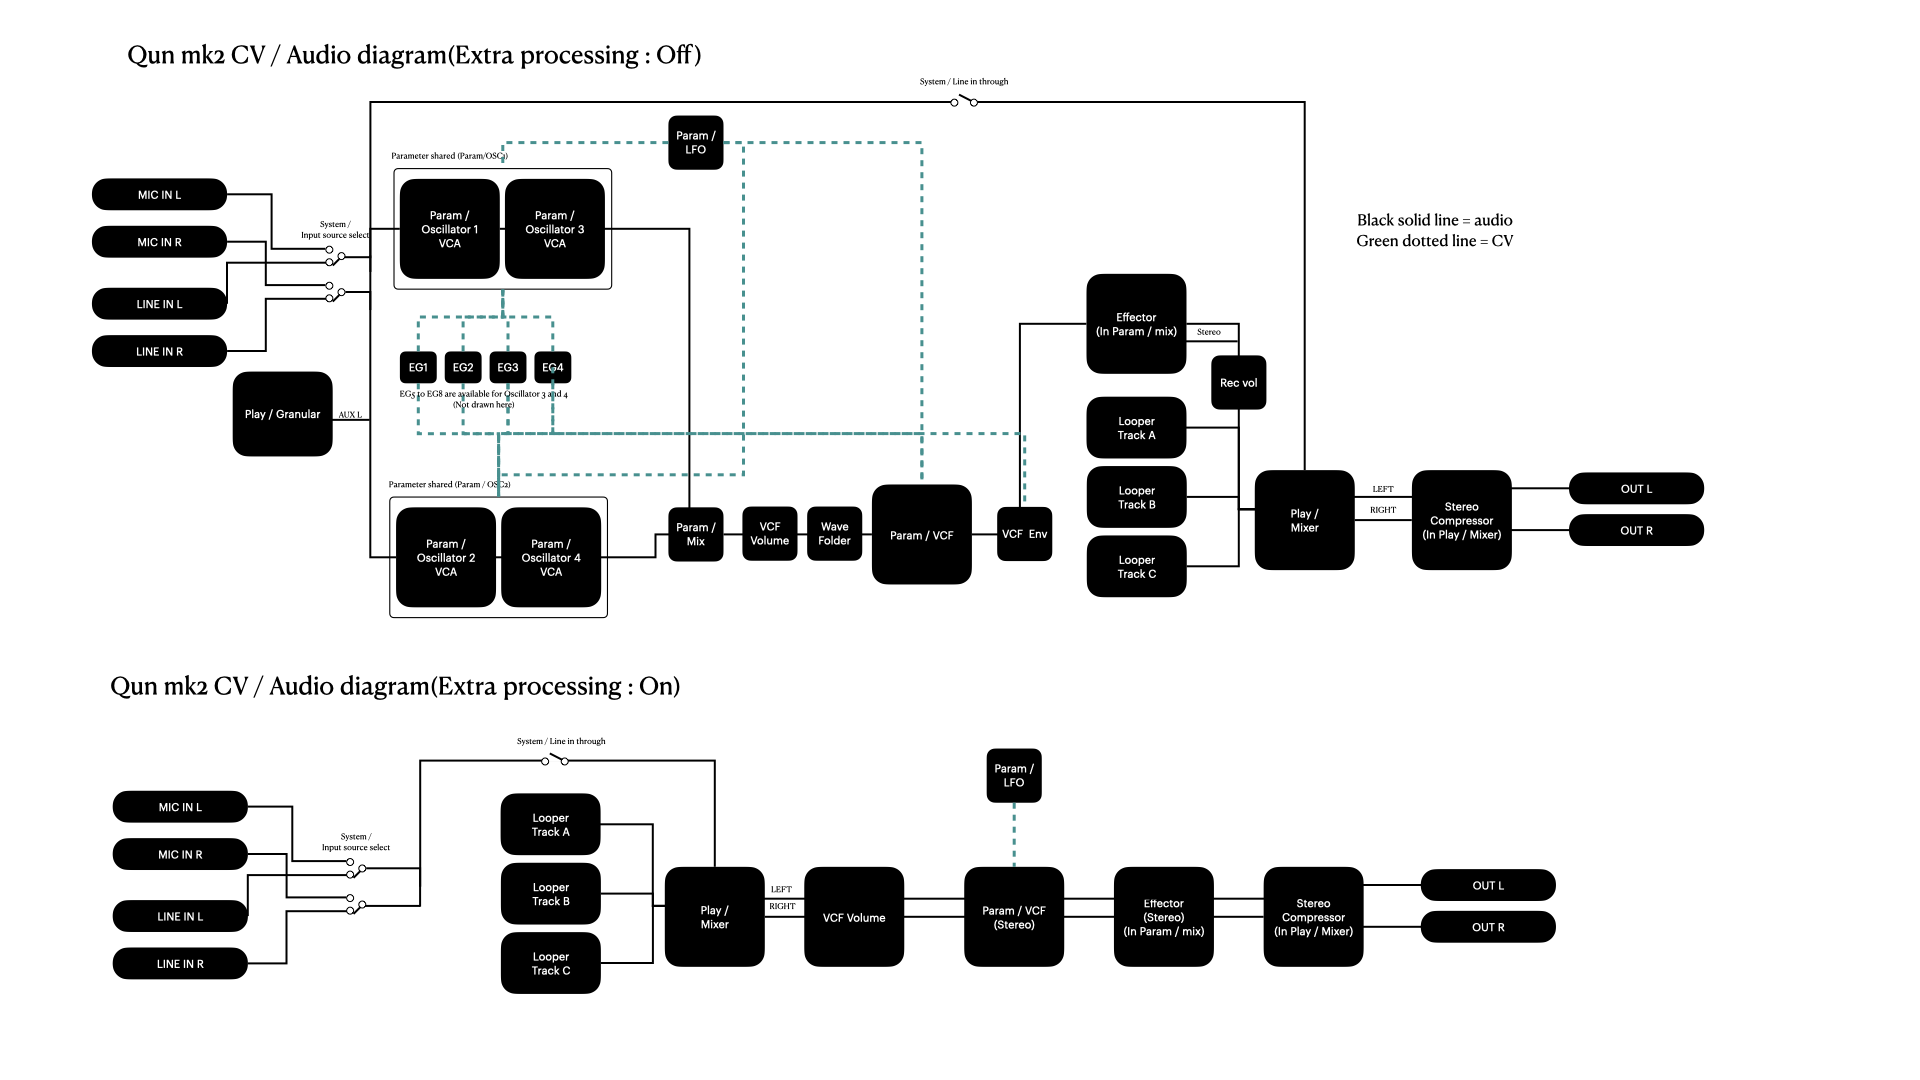 Qun mk2 CV / Audio diagram(Extra processing : Off)
System / Line in through
Param /
LFO
Parameter shared (Param/OSC1)
MIC IN L
MIC IN R
LINE IN L
LINE IN R
System /
Input source select
Param /
Oscillator 1
VCA
Param /
Oscillator 3
VCA
Black solid line = audio
Green dotted line = CV
Play / Granular
AUX L
EG1
EG2
EG3
EG4
EG5 to EG8 are available for Oscillator 3 and 4
(Not drawn here)
Parameter shared (Param / OSC2)
Param /
Oscillator 2
VCA
Param /
Oscillator 4
VCA
Param /
Mix
VCF
Volume
Wave
Folder
Param / VCF
VCF Env
Effector
(In Param / mix)
Stereo
Rec vol
Looper
Track A
Looper
Track B
Looper
Track C
Play /
Mixer
LEFT
RIGHT
Stereo
Compressor
(In Play / Mixer)
OUT L
OUT R
Qun mk2 CV / Audio diagram(Extra processing : On)
System / Line in through
MIC IN L
MIC IN R
LINE IN L
LINE IN R
System /
Input source select
Looper
Track A
Looper
Track B
Looper
Track C
Play /
Mixer
LEFT
RIGHT
VCF Volume
Param /
LFO
Param / VCF
(Stereo)
Effector
(Stereo)
(In Param / mix)
Stereo
Compressor
(In Play / Mixer)
OUT L
OUT R